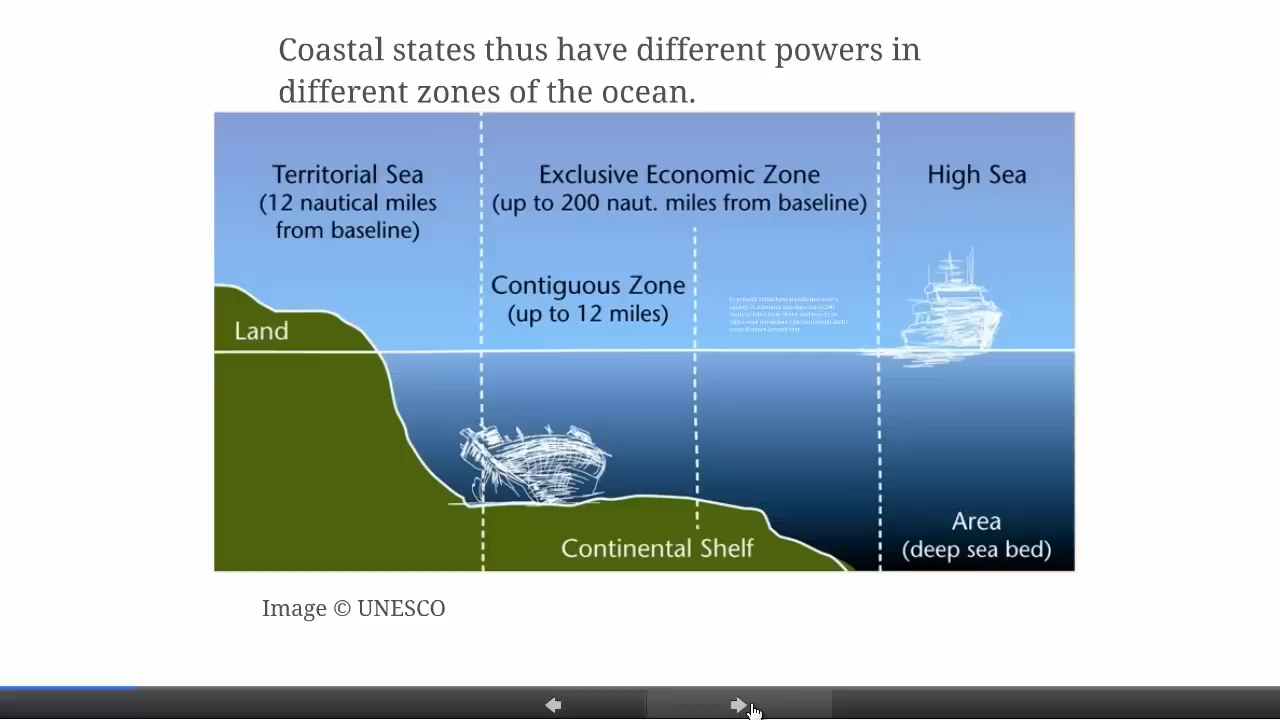 Coastal states thus have different powers in
different zones of the ocean.
Territorial Sea
(12 nautical miles
from baseline)
Exclusive Economic Zone
(up to 200 naut. miles from baseline)
High Sea
Contiguous Zone
(up to 12 miles)
Land
Continental Shelf
Area
(deep sea bed)
Image © UNESCO